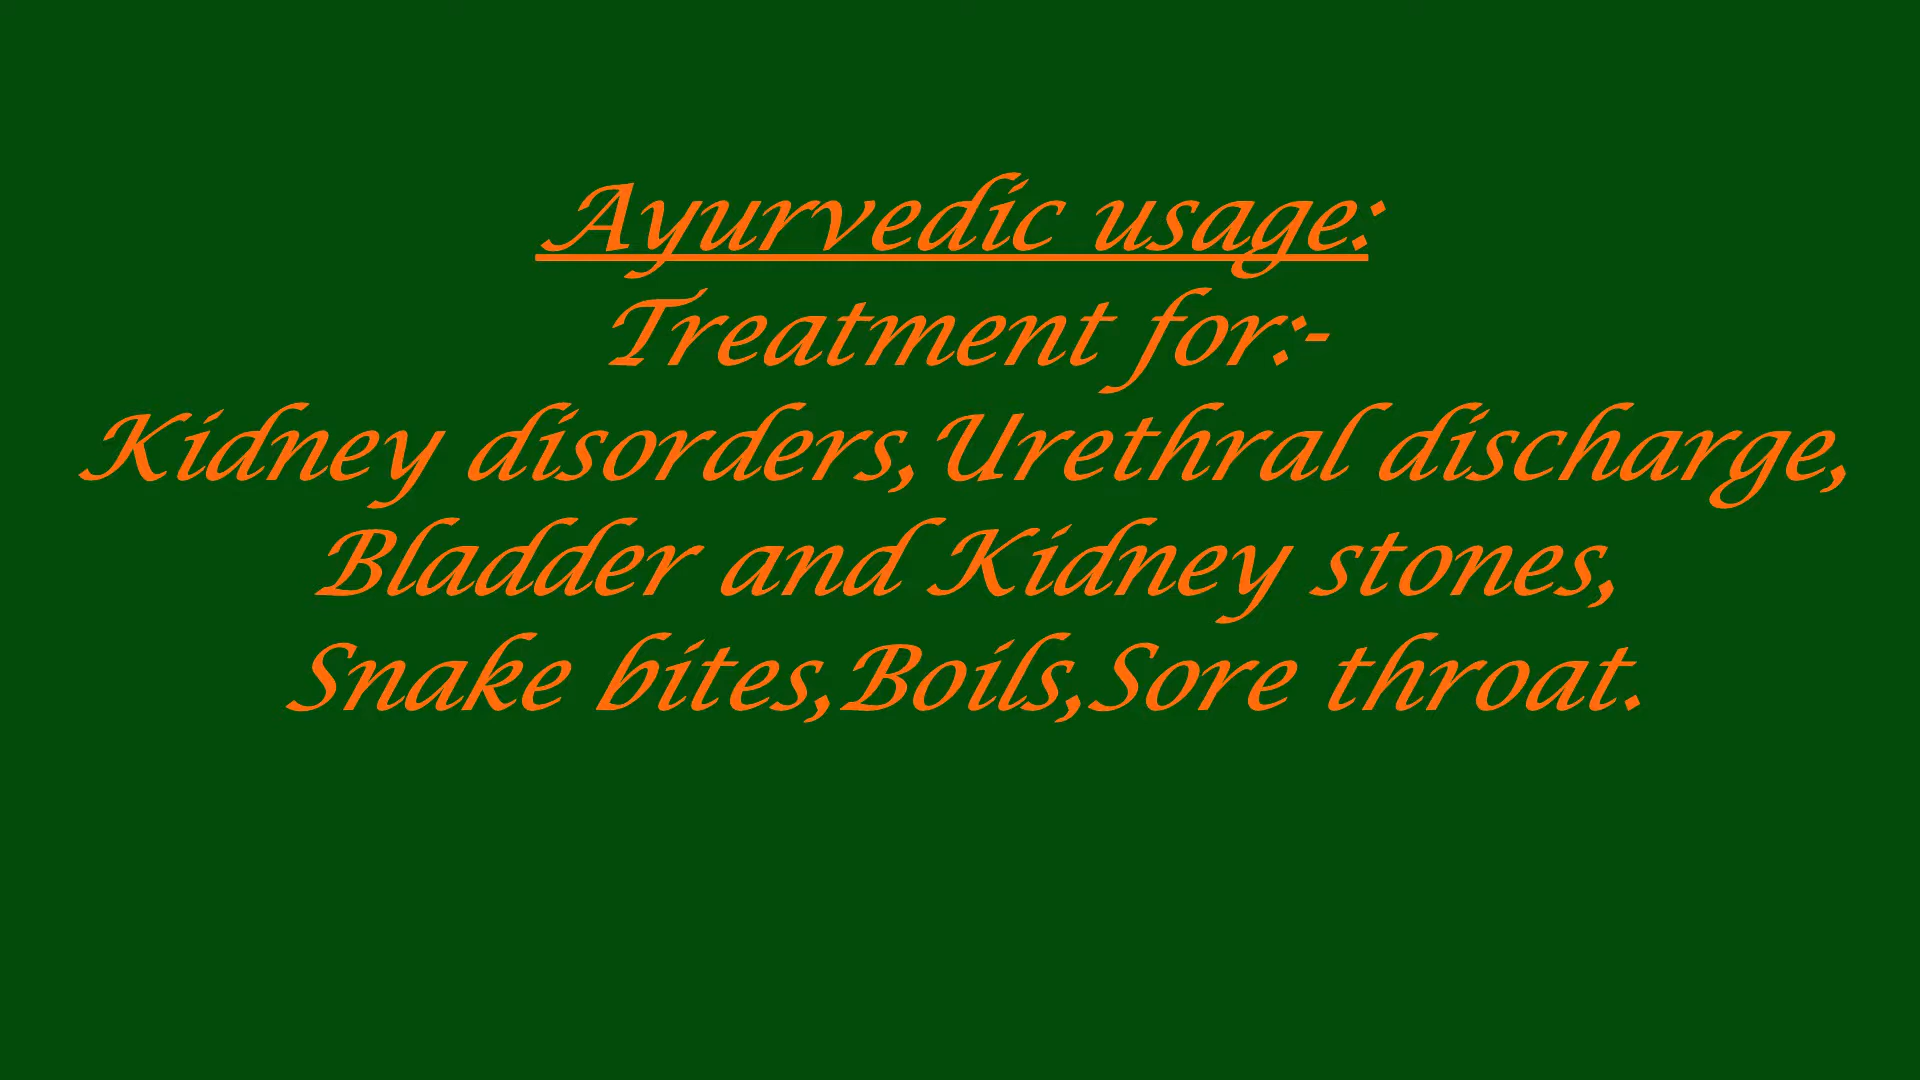 Ayurvedic usage:
Treatment for:-
Kidney disorders,Urethral discharge,
Bladder and Kidney stones,
Snake bites,Boils,Sore throat.